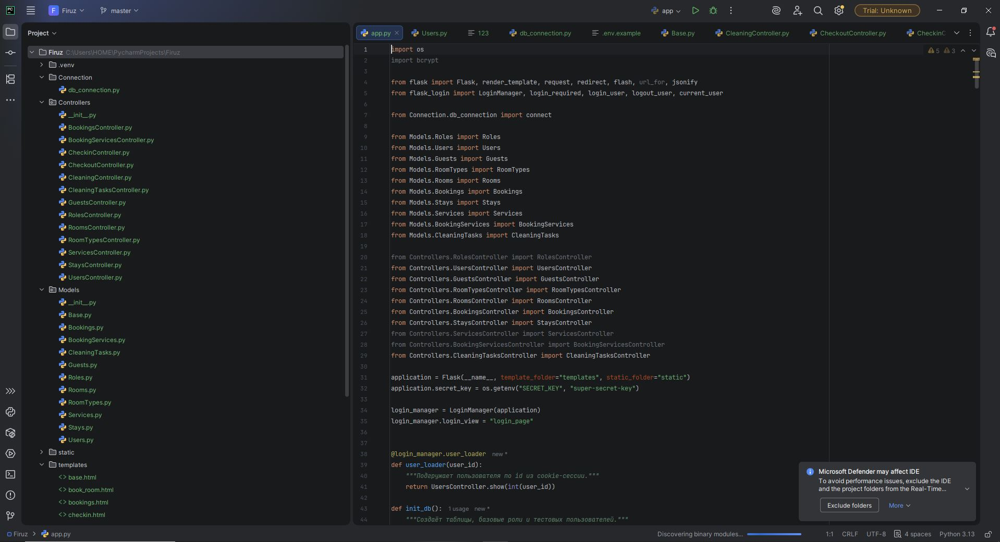 PC
F Firuz master
app
Trial: Unknown
Project
app.py
Users.py
123
db_connection.py
.env.example
Base.py
CleaningController.py
CheckoutController.py
CheckinC
Firuz C:\Users\HOME\PycharmProjects\Firuz
.venv
Connection
db_connection.py
Controllers
__init__.py
BookingsController.py
BookingServicesController.py
CheckinController.py
CheckoutController.py
CleaningController.py
CleaningTasksController.py
GuestsController.py
RolesController.py
RoomsController.py
RoomTypesController.py
ServicesController.py
StaysController.py
UsersController.py
Models
__init__.py
Base.py
Bookings.py
BookingServices.py
CleaningTasks.py
Guests.py
Roles.py
Rooms.py
RoomTypes.py
Services.py
Stays.py
Users.py
static
templates
base.html
book_room.html
bookings.html
checkin.html
5 3
1 import os
2 import bcrypt
3
4 from flask import Flask, render_template, request, redirect, flash, url_for, jsonify
5 from flask_login import LoginManager, login_required, login_user, logout_user, current_user
6
7 from Connection.db_connection import connect
8
9 from Models.Roles import Roles
10 from Models.Users import Users
11 from Models.Guests import Guests
12 from Models.RoomTypes import RoomTypes
13 from Models.Rooms import Rooms
14 from Models.Bookings import Bookings
15 from Models.Stays import Stays
16 from Models.Services import Services
17 from Models.BookingServices import BookingServices
18 from Models.CleaningTasks import CleaningTasks
19
20 from Controllers.RolesController import RolesController
21 from Controllers.UsersController import UsersController
22 from Controllers.GuestsController import GuestsController
23 from Controllers.RoomTypesController import RoomTypesController
24 from Controllers.RoomsController import RoomsController
25 from Controllers.BookingsController import BookingsController
26 from Controllers.StaysController import StaysController
27 from Controllers.ServicesController import ServicesController
28 from Controllers.BookingServicesController import BookingServicesController
29 from Controllers.CleaningTasksController import CleaningTasksController
30
31 application = Flask(__name__, template_folder="templates", static_folder="static")
32 application.secret_key = os.getenv("SECRET_KEY", "super-secret-key")
33
34 login_manager = LoginManager(application)
35 login_manager.login_view = "login_page"
36
37
38 @login_manager.user_loader new *
39 def user_loader(user_id):
40 """Подгружает пользователя по id из cookie-сессии."""
41 return UsersController.show(int(user_id))
42
43 def init_db(): 1 usage new *
44 """Создаёт таблицы, базовые роли и тестовых пользователей."""
Microsoft Defender may affect IDE
To avoid performance issues, exclude the IDE
and the project folders from the Real-Time...
Exclude folders
More
Firuz
app.py
Discovering binary modules...
1:1
CRLF
UTF-8
4 spaces
Python 3.13